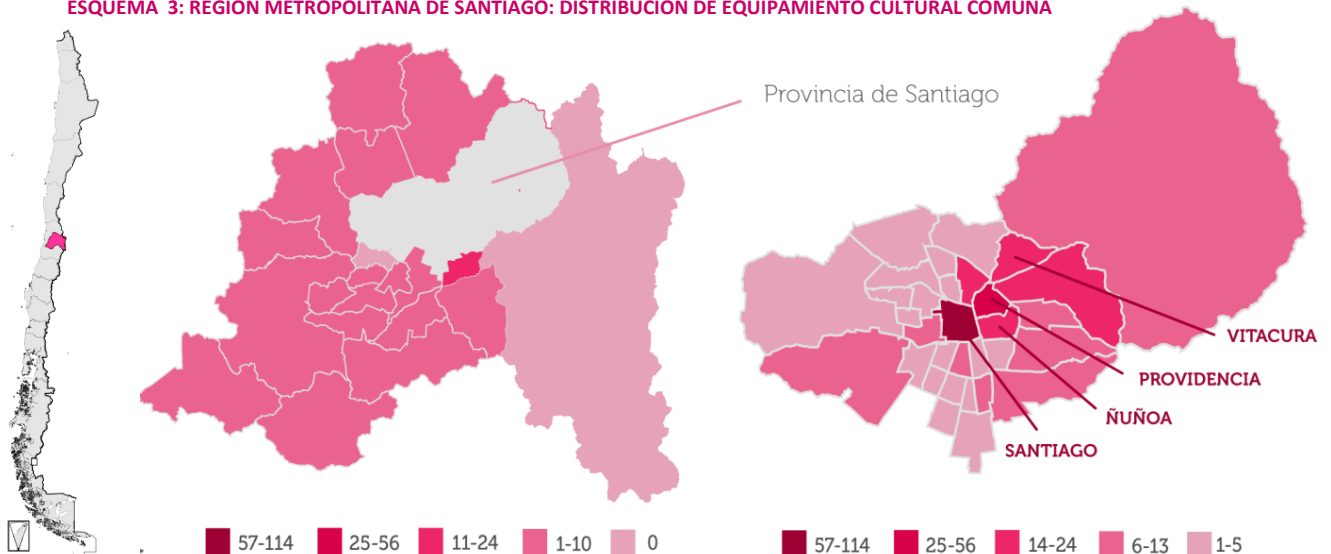 ESQUEMA 3: REGIÓN METROPOLITANA DE SANTIAGO: DISTRIBUCIÓN DE EQUIPAMIENTO CULTURAL COMUNA
Provincia de Santiago
VITACURA
PROVIDENCIA
ÑUÑOA
SANTIAGO
57-114 25-56 11-24 1-10 0
57-114 25-56 14-24 6-13 1-5